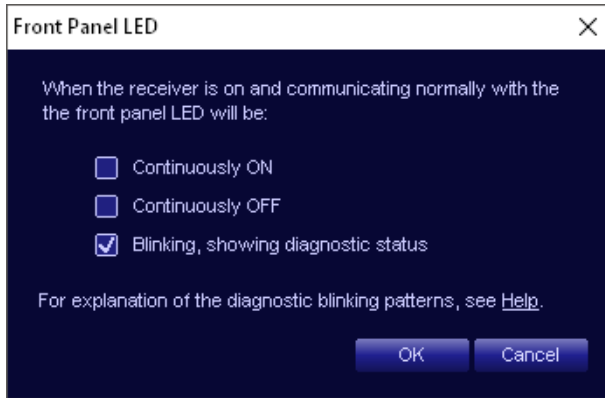 Front Panel LED
When the receiver is on and communicating normally with the
the front panel LED will be:
Continuously ON
Continuously OFF
Blinking, showing diagnostic status
For explanation of the diagnostic blinking patterns, see Help.
OK Cancel